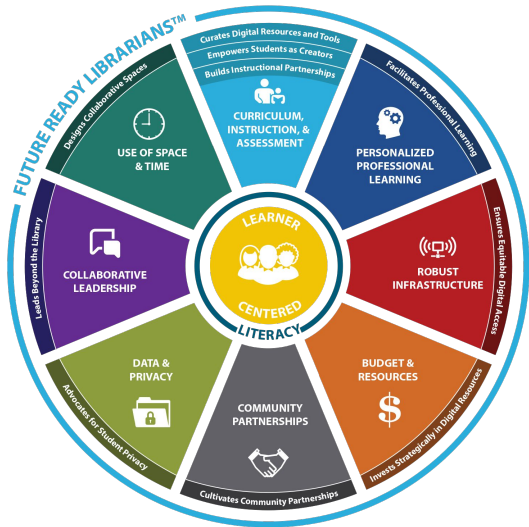 FUTURE READY LIBRARIANS™
Curates Digital Resources and Tools
Empowers Students as Creators
Builds Instructional Partnerships
CURRICULUM,
INSTRUCTION, &
ASSESSMENT
Facilitates Professional Learning
PERSONALIZED
PROFESSIONAL
LEARNING
Ensures Equitable Digital Access
ROBUST
INFRASTRUCTURE
Invests Strategically in Digital Resources
BUDGET &
RESOURCES
$
COMMUNITY
PARTNERSHIPS
Cultivates Community Partnerships
Advocates for Student Privacy
DATA &
PRIVACY
Leads Beyond the Library
COLLABORATIVE
LEADERSHIP
Designs Collaborative Spaces
USE OF SPACE
& TIME
LEARNER
CENTERED
LITERACY